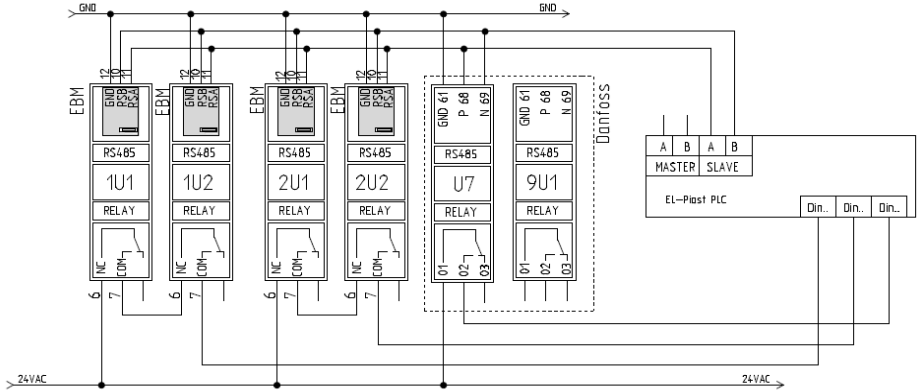 GND GND
12 10 11 12 10 11 12 10 11 12 10 11
EBM GND RSB RSA EBM GND RSB RSA EBM GND RSB RSA EBM GND RSB RSA GND 61 P 68 N 69 GND 61 P 68 N 69 Danfoss
A B A B
MASTER SLAVE
RS485 RS485 RS485 RS485 RS485 RS485
1U1 1U2 2U1 2U2 U7 9U1
EL-Piast PLC
Din.. Din.. Din..
RELAY RELAY RELAY RELAY RELAY RELAY
NC COM NC COM NC COM NC COM 01 02 03 01 02 03
6 7 6 7 6 7 6 7
24VAC 24VAC